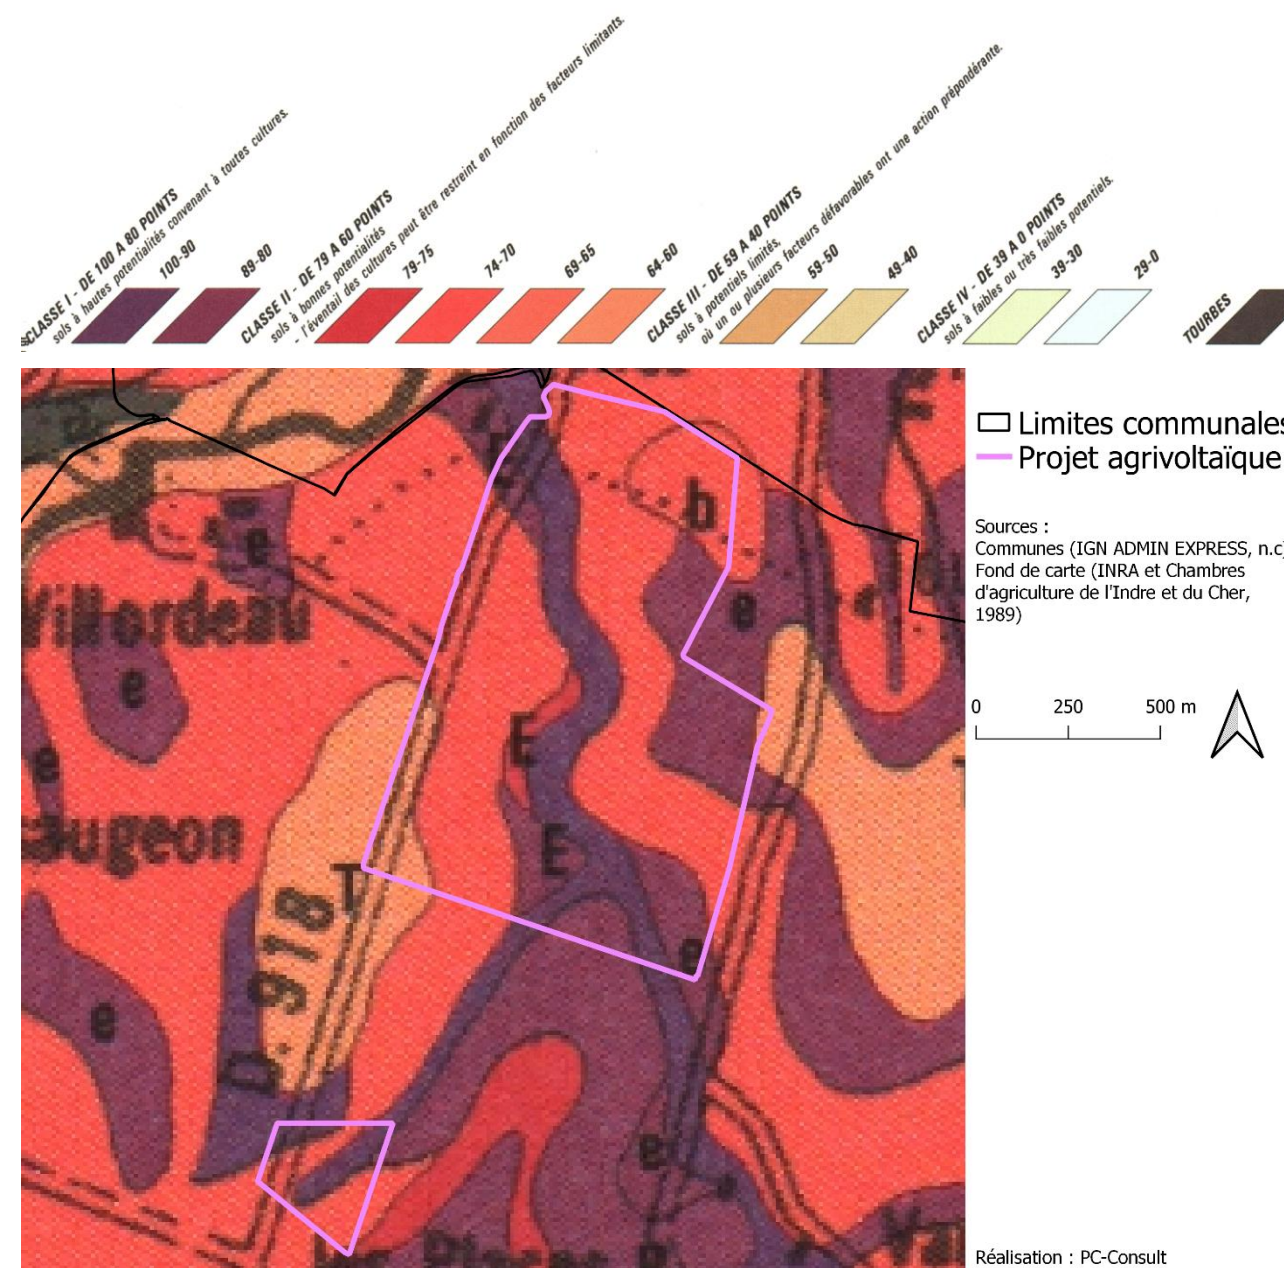 CLASSE I - DE 100 A 80 POINTS
sols à hautes potentialités convenant à toutes cultures.
100-90
89-80
CLASSE II - DE 79 A 60 POINTS
sols à bonnes potentialités
- l'éventail des cultures peut être restreint en fonction des facteurs limitants.
79-75
74-70
69-65
64-60
CLASSE III - DE 59 A 40 POINTS
sols à potentiels limités,
où un ou plusieurs facteurs défavorables ont une action prépondérante.
59-50
49-40
CLASSE IV - DE 39 A 0 POINTS
sols à faibles ou très faibles potentiels.
39-30
29-0
TOURBES
Limites communales
Projet agrivoltaïque
Sources :
Communes (IGN ADMIN EXPRESS, n.c)
Fond de carte (INRA et Chambres
d'agriculture de l'Indre et du Cher,
1989)
0 250 500 m
b
e
e
Villordeau
e
E
e
augeon
E
T
D. 918
e
e
e
Réalisation : PC-Consult